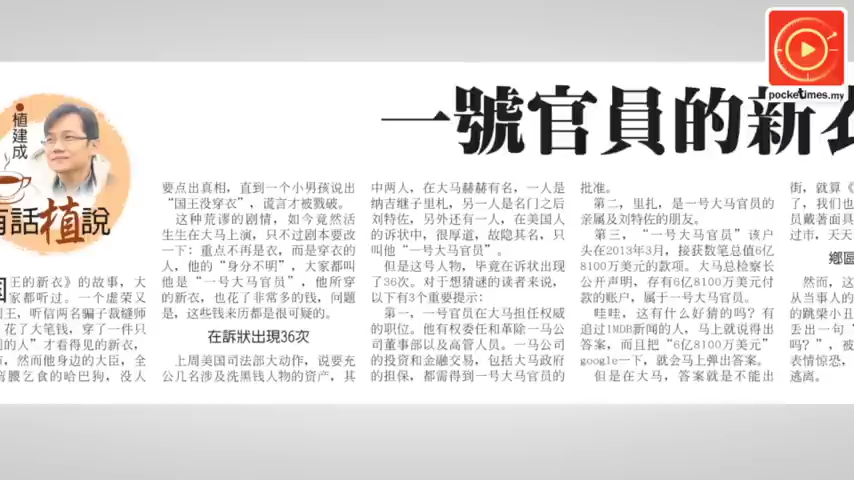 pocketimes.my
一號官員的新衣
植建成
有話植說
国王的新衣》的故事，大
家都听过。一个虚荣又
国王，听信两名骗子裁缝师
花了大笔钱，穿了一件只
的人”才看得见的新衣，
，然而他身边的大臣，全
尾乞食的哈巴狗，没人
要点出真相，直到一个小男孩说出
“国王没穿衣”，谎言才被戳破。
这种荒谬的剧情，如今竟然活
生生在大马上演，只不过剧本要改
一下：重点不再是衣，而是穿衣的
人，他的“身分不明”，大家都叫
他是“一号大马官员”，他所穿
的新衣，也花了非常多的钱，问题
是，这些钱来历都是很可疑的。
在訴狀出現36次
上周美国司法部大动作，说要充
公几名涉及洗黑钱人物的资产，其
中两人，在大马赫赫有名，一人是
纳吉继子里札，另一人是名门之后
刘特佐，另外还有一人，在美国人
的诉状中，很厚道，故隐其名，只
叫他“一号大马官员”。
但是这号人物，毕竟在诉状出现
了36次。对于想猜谜的读者来说，
以下有3个重要提示：
第一，一号官员在大马担任权威
的职位。他有权委任和革除一马公
司董事部以及高管人员。一马公司
的投资和金融交易，包括大马政府
的担保，都需得到一号大马官员的
批准。
第二，里扎，是一号大马官员的
亲属及刘特佐的朋友。
第三，“一号大马官员”该户
头在2013年3月，接获数笔总值6亿
8100万美元的款项。大马总检察长
公开声明，存有6亿8100万美元付
款的账户，属于一号大马官员。
哇哇，这有什么好猜的吗？有
追过1MDB新闻的人，马上就说得出
答案，而且把“6亿8100万美元”
google一下，就会马上弹出答案。
但是在大马，答案就是不能出
街，就算《
了，我们也
员戴著面具
过市，天天
鄉區
然而，这
从当事人的
的跳梁小丑
丢出一句“
吗？”，被
表情惊恐，
逃离。